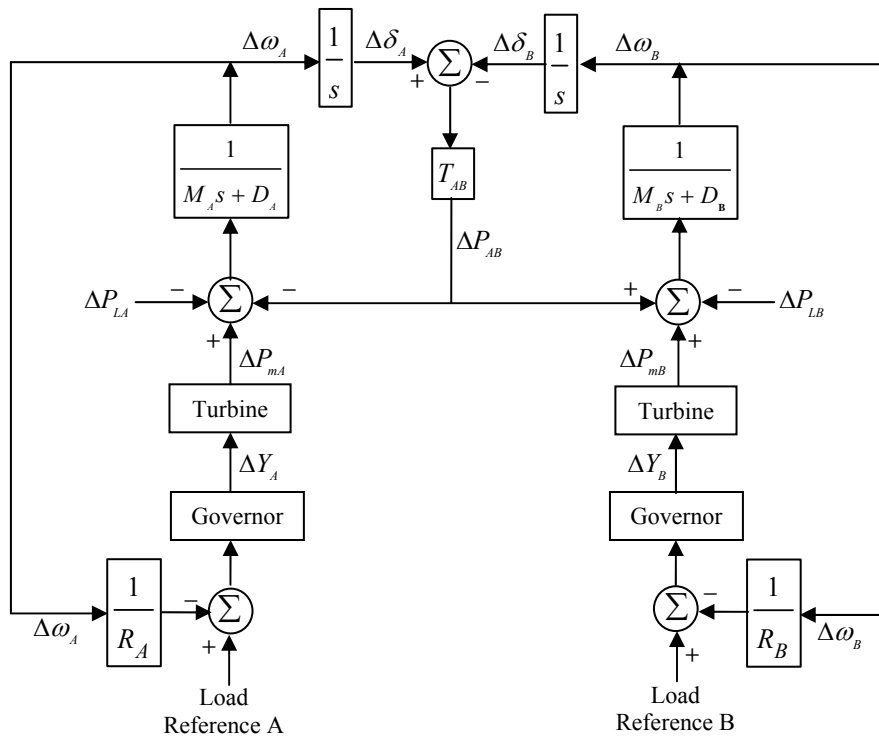 Δω_A
1
s
Δδ_A
Σ
+
−
Δδ_B
1
s
Δω_B
1
M_A s + D_A
T_AB
1
M_B s + D_B
ΔP_AB
ΔP_LA
−
Σ
−
+
+
Σ
−
+
ΔP_LB
ΔP_mA
ΔP_mB
Turbine
Turbine
ΔY_A
ΔY_B
Governor
Governor
Δω_A
1
R_A
−
Σ
+
Σ
−
+
1
R_B
Δω_B
Load
Reference A
Load
Reference B